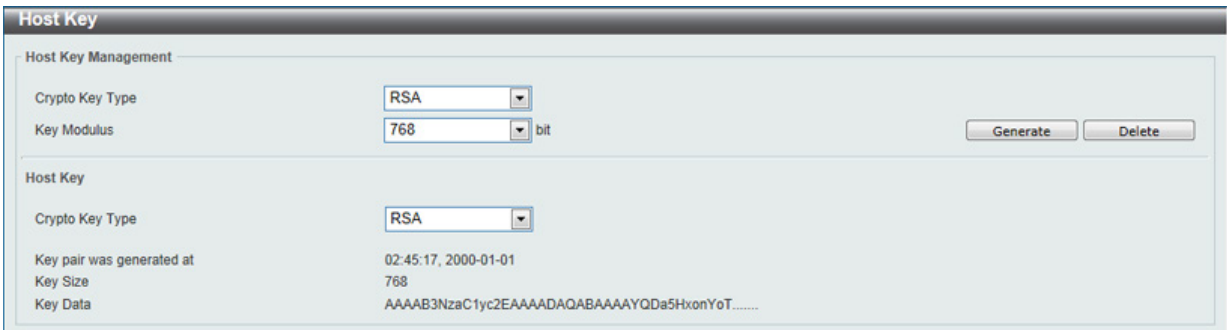 Host Key
Host Key Management
Crypto Key Type RSA
Key Modulus 768 bit Generate Delete
Host Key
Crypto Key Type RSA
Key pair was generated at 02:45:17, 2000-01-01
Key Size 768
Key Data AAAAB3NzaC1yc2EAAAADAQABAAAAYQDa5HxonYoT.......